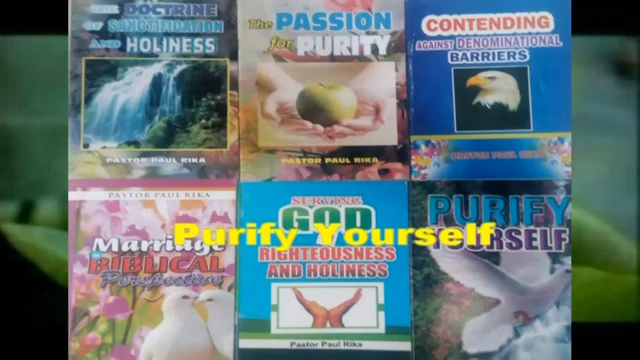 THE DOCTRINE
OF SANCTIFICATION
AND HOLINESS
PASTOR PAUL RIKA
The PASSION
for PURITY
PASTOR PAUL RIKA
CONTENDING
AGAINST DENOMINATIONAL
BARRIERS
PASTOR PAUL RIKA
PASTOR PAUL RIKA
Marriage
in
BIBLICAL
Perspective
SERVING
GOD
RIGHTEOUSNESS
AND HOLINESS
Pastor Paul Rika
PURIFY
YOURSELF
Purify Yourself